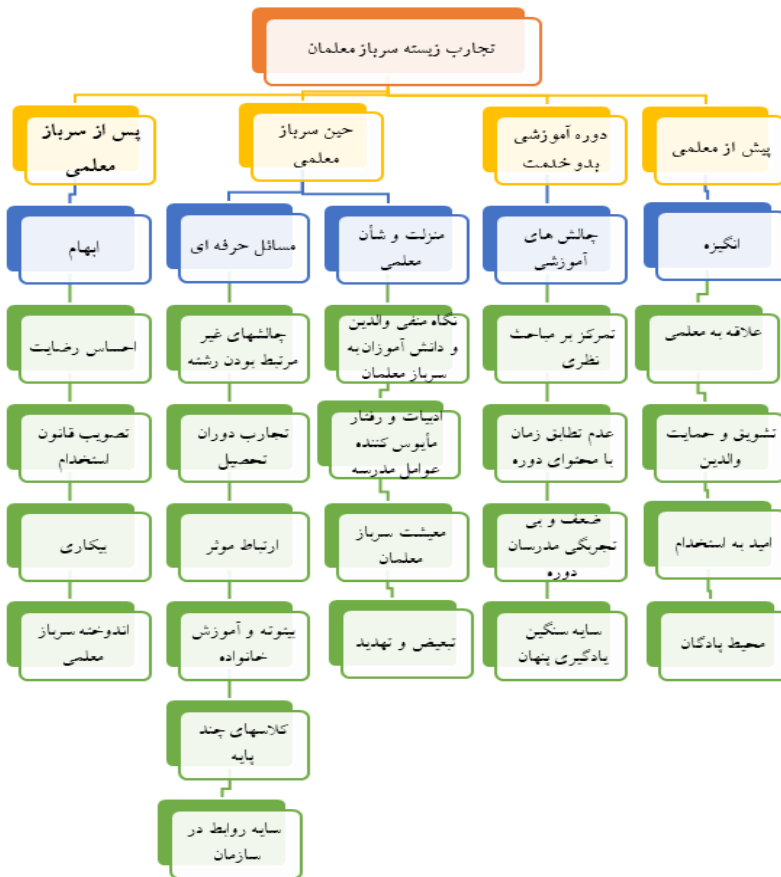 تجارب زیسته سرباز معلمان
پیش از معلمی
دوره آموزشی
بدو خدمت
حین سرباز
معلمی
پس از سرباز
معلمی
انگیزه
چالش های
آموزشی
منزلت و شأن
معلمی
مسائل حرفه ای
ابهام
علاقه به معلمی
تشویق و حمایت
والدین
امید به استخدام
محیط پادگان
تمرکز بر مباحث
نظری
عدم تطابق زمان
با محتوای دوره
ضعف و بی
تجربگی مدرسان
دوره
سایه سنگین
یادگیری پنهان
نگاه منفی والدین
و دانش آموزان به
سرباز معلمان
ادبیات و رفتار
مأیوس کننده
عوامل مدرسه
معیشت سرباز
معلمان
تبعیض و تهدید
چالشهای غیر
مرتبط بودن رشته
تجارب دوران
تحصیل
ارتباط موثر
بیتوته و آموزش
خانواده
کلاسهای چند
پایه
سایه روابط در
سازمان
احساس رضایت
تصویب قانون
استخدام
بیکاری
اندوخته سرباز
معلمی